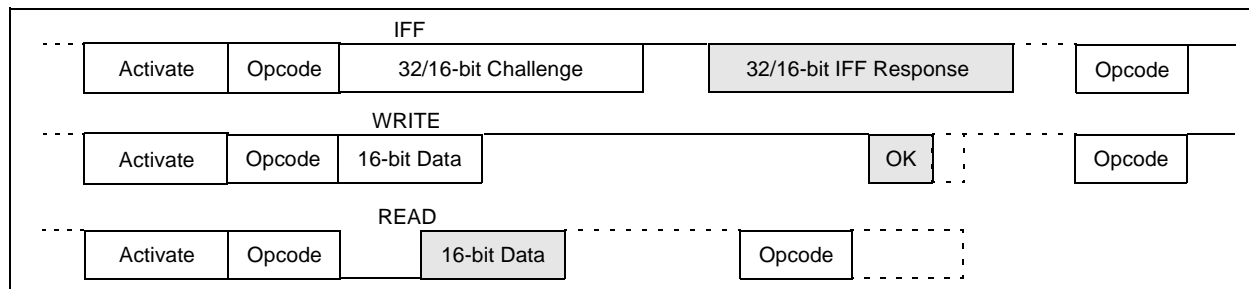 IFF
Activate Opcode 32/16-bit Challenge 32/16-bit IFF Response Opcode
WRITE
Activate Opcode 16-bit Data OK Opcode
READ
Activate Opcode 16-bit Data Opcode